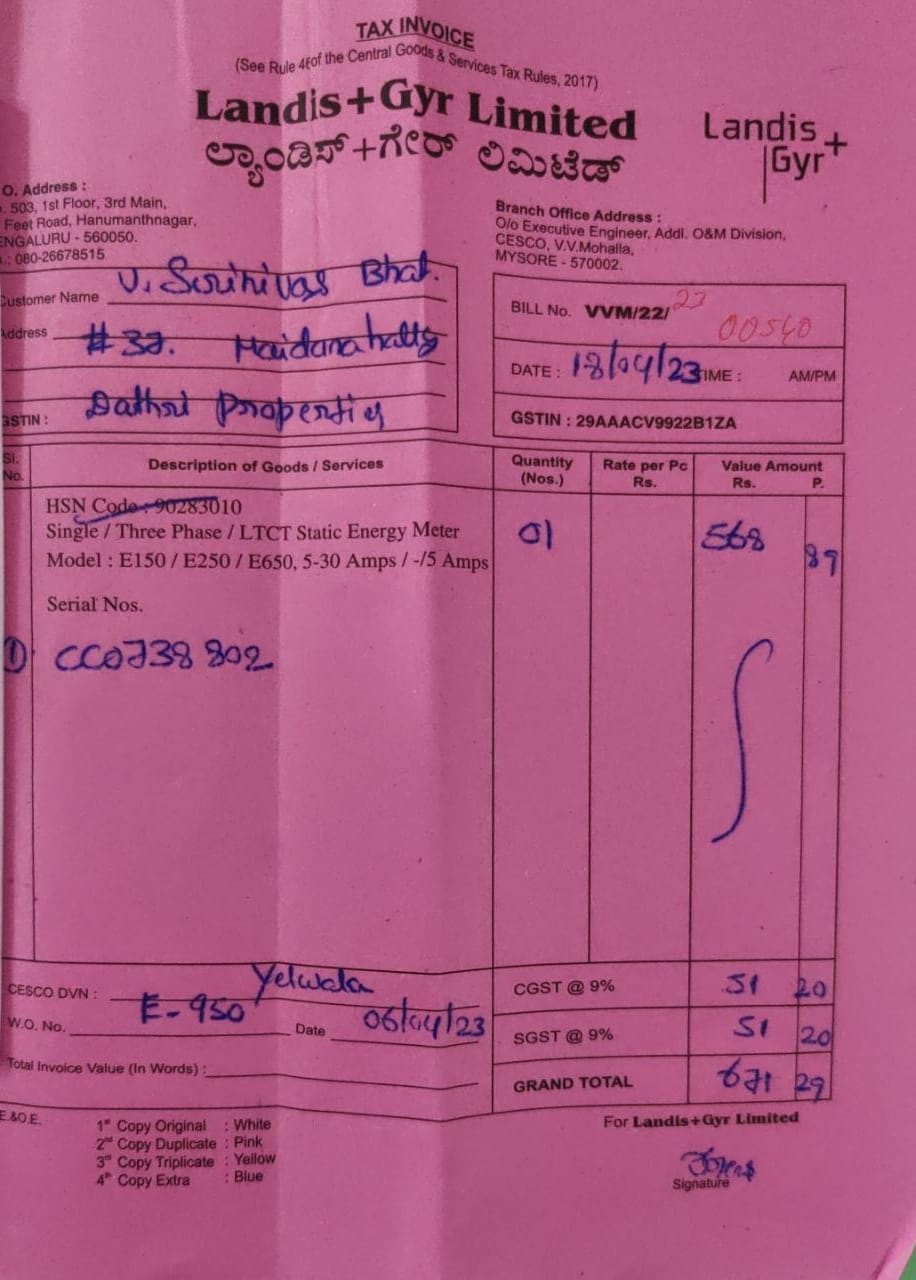 TAX INVOICE
(See Rule 46 of the Central Goods & Services Tax Rules, 2017)
Landis+Gyr Limited
ಲ್ಯಾಂಡಿಸ್+ಗೇರ್ ಲಿಮಿಟೆಡ್
Landis+
Gyr
O. Address :
503, 1st Floor, 3rd Main,
Feet Road, Hanumanthnagar,
ENGALURU - 560050.
.: 080-26678515
Branch Office Address :
O/o Executive Engineer, Addl. O&M Division,
CESCO, V.V.Mohalla,
MYSORE - 570002.
Customer Name V. Srinivas Bhat.
Address #37.
GSTIN : Dathri Properties
BILL No. VVM/22/23
00540
DATE : 18/04/23 TIME : AM/PM
GSTIN : 29AAACV9922B1ZA
Sl. No. Description of Goods / Services Quantity (Nos.) Rate per Pc Rs. Value Amount Rs. P.
HSN Code : 90283010
Single / Three Phase / LTCT Static Energy Meter 01 568 89
Model : E150 / E250 / E650, 5-30 Amps / -/5 Amps
Serial Nos.
① CC0738802
CESCO DVN : Yelwala
W.O. No. E-950 Date 06/04/23
Total Invoice Value (In Words) :
CGST @ 9% 51 20
SGST @ 9% 51 20
GRAND TOTAL 671 29
E.&O.E.
1st Copy Original : White
2nd Copy Duplicate : Pink
3rd Copy Triplicate : Yellow
4th Copy Extra : Blue
For Landis+Gyr Limited
Signature